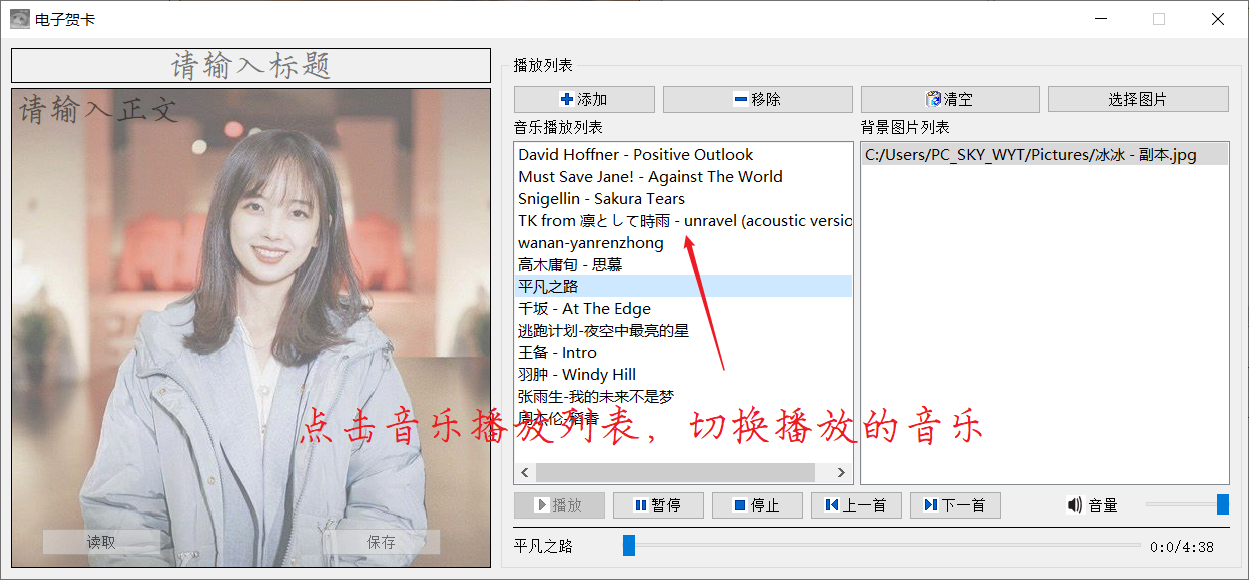 电子贺卡
请输入标题
请输入正文
读取
保存
播放列表
添加
移除
清空
选择图片
音乐播放列表
背景图片列表
David Hoffner - Positive Outlook
Must Save Jane! - Against The World
Snigellin - Sakura Tears
TK from 凛として時雨 - unravel (acoustic versio
wanan-yanrenzhong
高木庸旬 - 思慕
平凡之路
千坂 - At The Edge
逃跑计划-夜空中最亮的星
王备 - Intro
羽肿 - Windy Hill
张雨生-我的未来不是梦
周杰伦-稻香
C:/Users/PC_SKY_WYT/Pictures/冰冰 - 副本.jpg
点击音乐播放列表，切换播放的音乐
播放
暂停
停止
上一首
下一首
音量
平凡之路
0:0/4:38